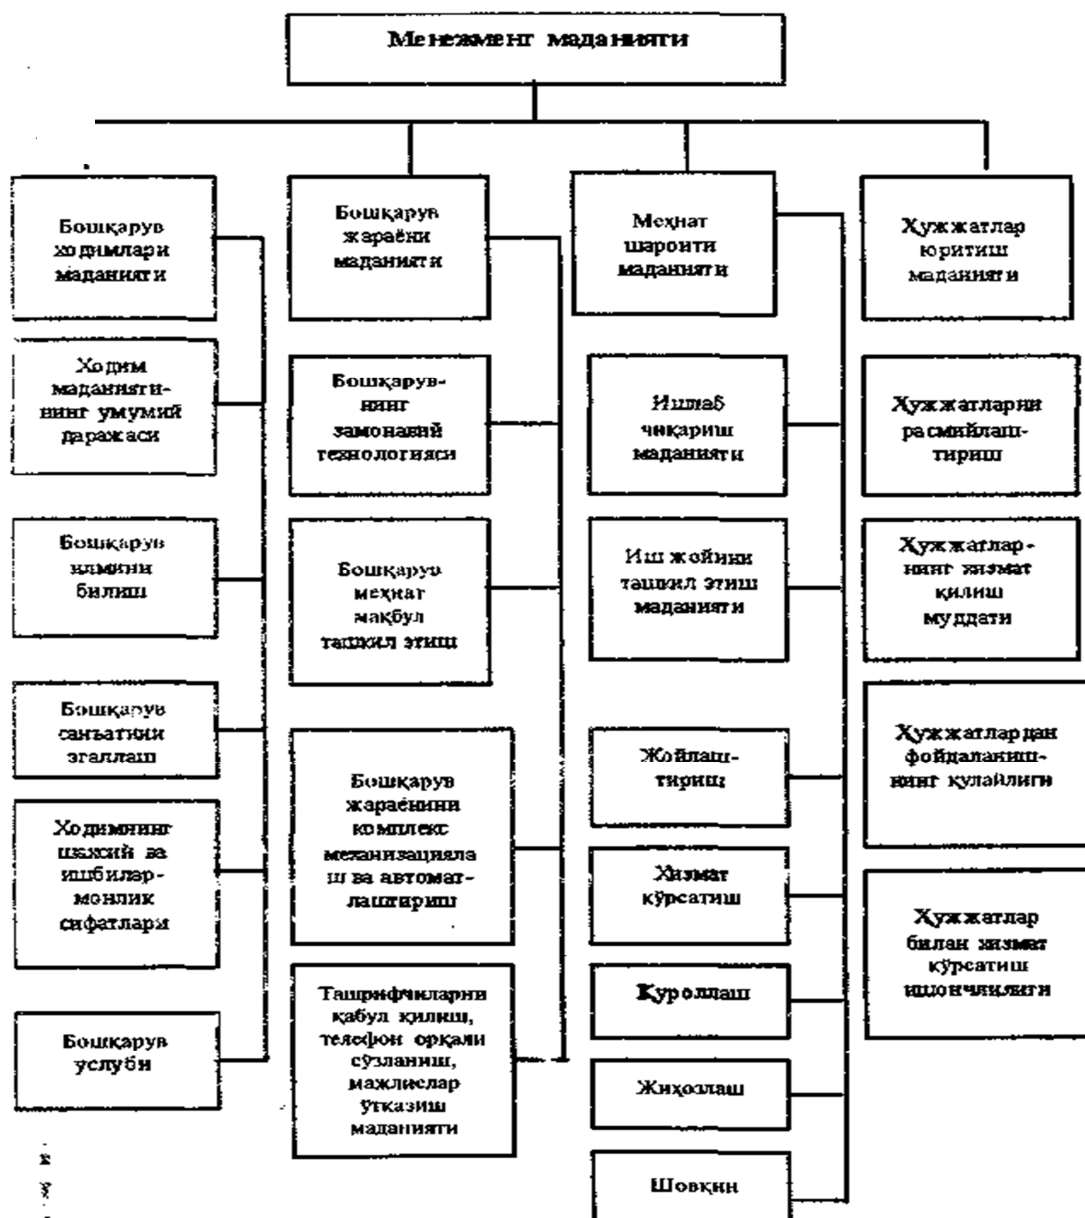 Менежменг маданияти
Бошқарув
ходимлари
маданияти
Ходим
маданияти-
нинг умумий
даражаси
Бошқарув
илмини
билиш
Бошқарув
санъатини
эгаллаш
Ходимнинг
шахсий ва
ишбилар-
монлик
сифатлари
Бошқарув
услуби
Бошқарув
жараёни
маданияти
Бошқарув-
нинг
замонавий
технологияси
Бошқарув
меҳнат
мақбул
ташкил этиш
Бошқарув
жараёнини
комплекс
механизацияла
ш ва автомат-
лаштириш
Ташрифчиларни
қабул қилиш,
телефон орқали
сўзланиш,
мажлислар
ўтказиш
маданияти
Меҳнат
шароити
маданияти
Ишлаб
чиқариш
маданияти
Иш жойини
ташкил этиш
маданияти
Жойлаш-
тириш
Хизмат
кўрсатиш
Қуроллаш
Жиҳозлаш
Шовқин
Ҳужжатлар
юритиш
маданияти
Ҳужжатларни
расмийлаш-
тириш
Ҳужжатлар-
нинг хизмат
қилиш
муддати
Ҳужжатлардан
фойдаланиш-
нинг қулайлиги
Ҳужжатлар
билан хизмат
кўрсатиш
ишончлилиги